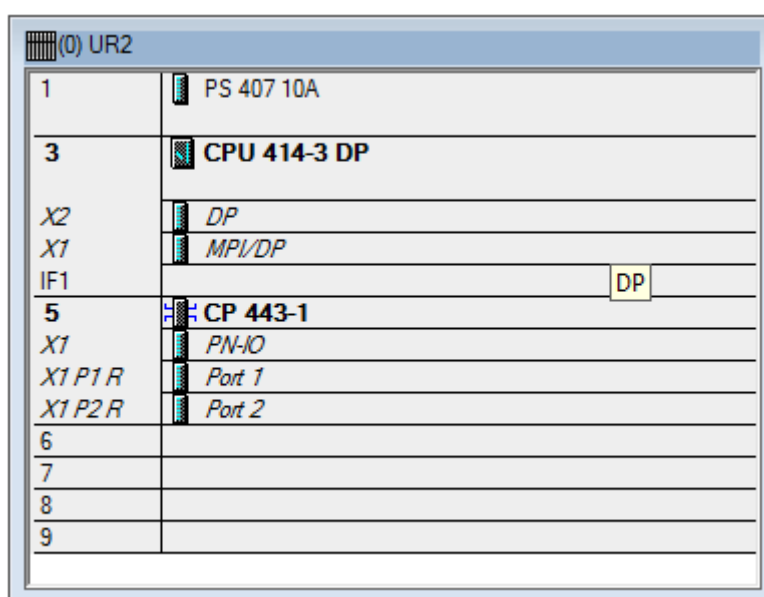 (0) UR2
1 PS 407 10A
3 CPU 414-3 DP
X2 DP
X1 MPI/DP
IF1 DP
5 CP 443-1
X1 PN-IO
X1 P1 R Port 1
X1 P2 R Port 2
6
7
8
9